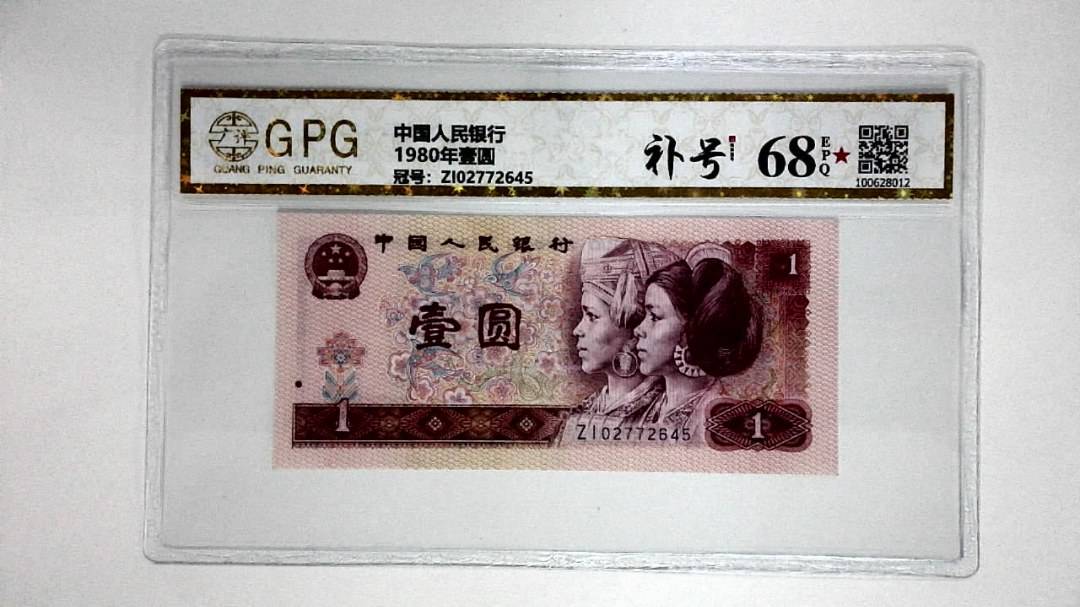 GPG
GUANG PING GUARANTY
中国人民银行
1980年壹圆
冠号：ZI02772645
补号
68
EPQ
100628012
中国人民银行
壹圆
1
1
1
ZI02772645